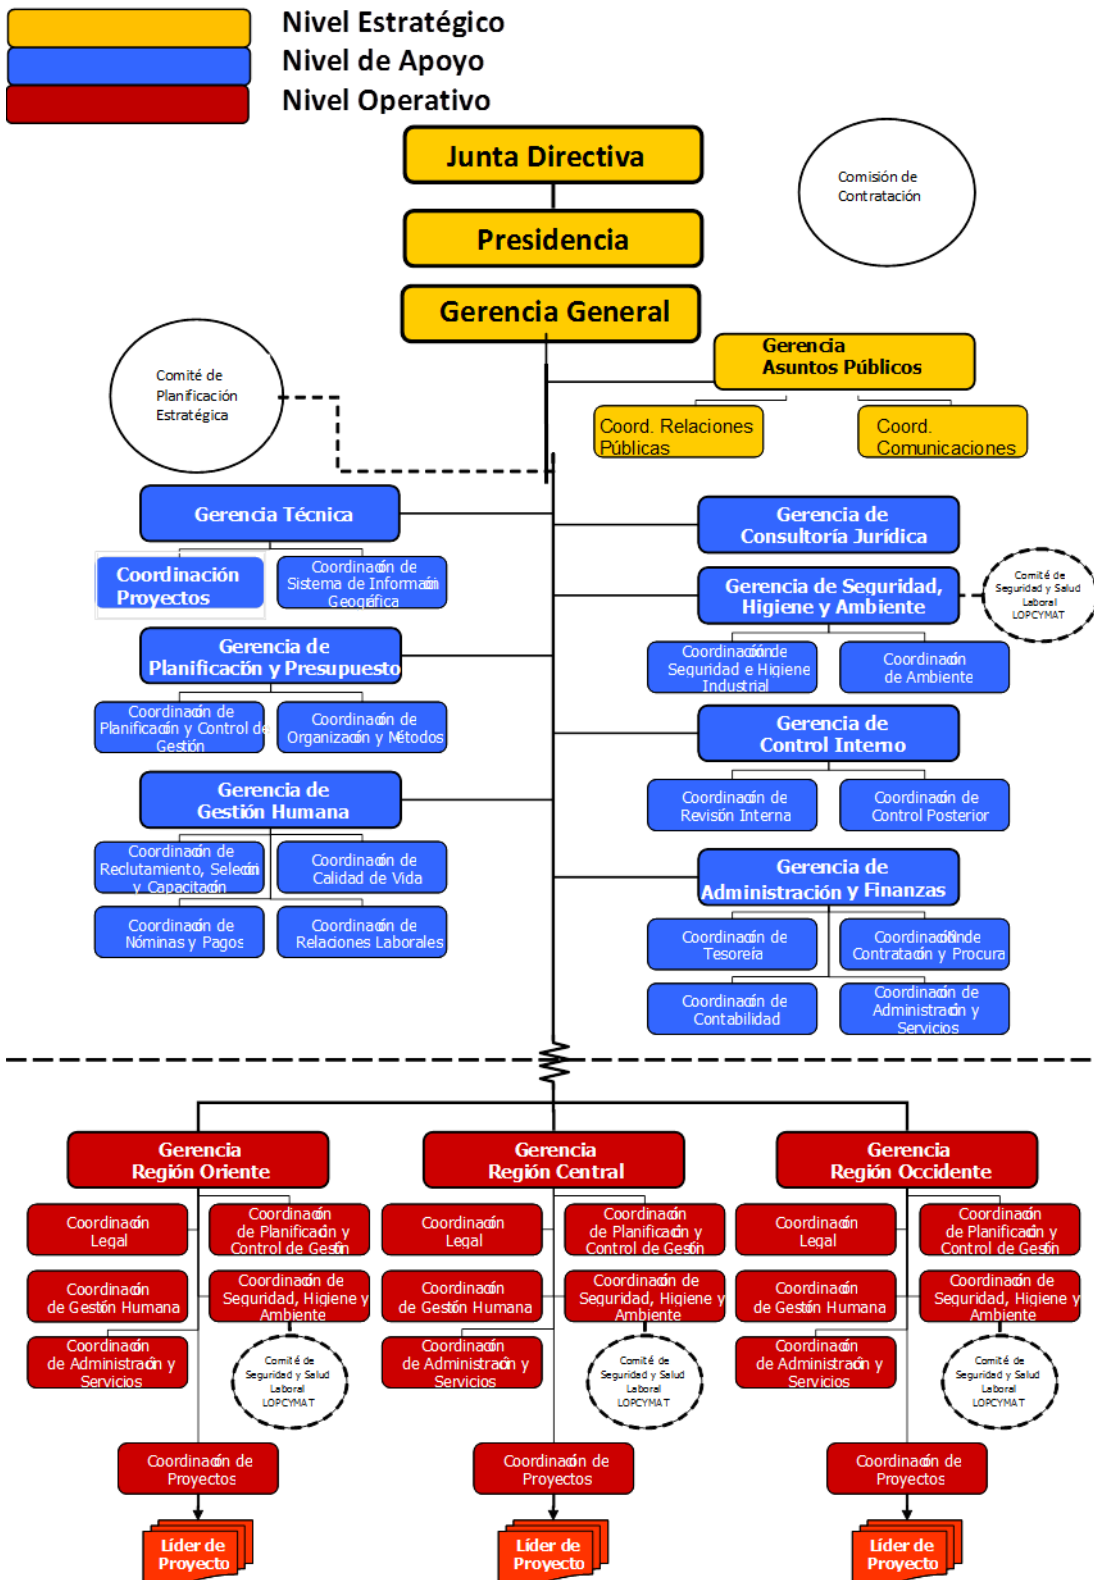 Nivel Estratégico
Nivel de Apoyo
Nivel Operativo
Junta Directiva
Comisión de
Contratación
Presidencia
Gerencia General
Gerencia
Asuntos Públicos
Comité de
Planificación
Estratégica
Coord. Relaciones
Públicas
Coord.
Comunicaciones
Gerencia Técnica
Gerencia de
Consultoría Jurídica
Coordinación
Proyectos
Coordinación de
Sistema de Información
Geográfica
Gerencia de Seguridad,
Higiene y Ambiente
Comité de
Seguridad y Salud
Laboral
LOPCYMAT
Gerencia de
Planificación y Presupuesto
Coordinación de
Seguridad e Higiene
Industrial
Coordinación
de Ambiente
Coordinación de
Planificación y Control de
Gestión
Coordinación de
Organización y Métodos
Gerencia de
Control Interno
Gerencia de
Gestión Humana
Coordinación de
Revisión Interna
Coordinación de
Control Posterior
Coordinación de
Reclutamiento, Selección
y Capacitación
Coordinación de
Calidad de Vida
Gerencia de
Administración y Finanzas
Coordinación de
Nóminas y Pagos
Coordinación de
Relaciones Laborales
Coordinación de
Tesorería
Coordinación de
Contratación y Procura
Coordinación de
Contabilidad
Coordinación de
Administración y
Servicios
Gerencia
Región Oriente
Gerencia
Región Central
Gerencia
Región Occidente
Coordinación
Legal
Coordinación
de Planificación y
Control de Gestión
Coordinación
Legal
Coordinación
de Planificación y
Control de Gestión
Coordinación
Legal
Coordinación
de Planificación y
Control de Gestión
Coordinación
de Gestión Humana
Coordinación de
Seguridad, Higiene y
Ambiente
Coordinación
de Gestión Humana
Coordinación de
Seguridad, Higiene y
Ambiente
Coordinación
de Gestión Humana
Coordinación de
Seguridad, Higiene y
Ambiente
Coordinación
de Administración y
Servicios
Comité de
Seguridad y Salud
Laboral
LOPCYMAT
Coordinación
de Administración y
Servicios
Comité de
Seguridad y Salud
Laboral
LOPCYMAT
Coordinación
de Administración y
Servicios
Comité de
Seguridad y Salud
Laboral
LOPCYMAT
Coordinación de
Proyectos
Coordinación de
Proyectos
Coordinación de
Proyectos
Líder de
Proyecto
Líder de
Proyecto
Líder de
Proyecto